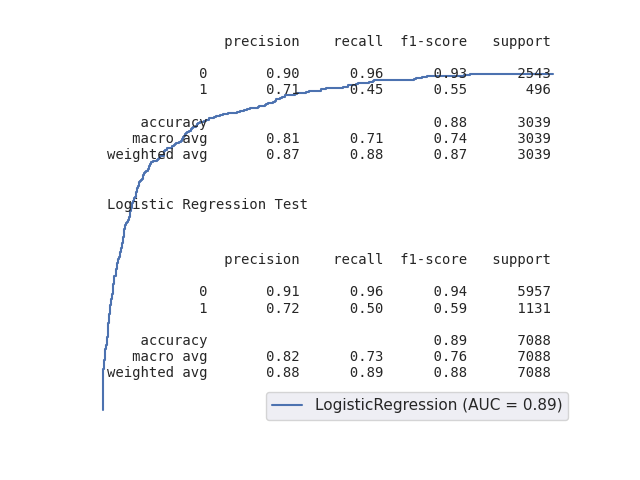 precision recall f1-score support
0 0.90 0.96 0.93 2543
1 0.71 0.45 0.55 496
accuracy 0.88 3039
macro avg 0.81 0.71 0.74 3039
weighted avg 0.87 0.88 0.87 3039
Logistic Regression Test
precision recall f1-score support
0 0.91 0.96 0.94 5957
1 0.72 0.50 0.59 1131
accuracy 0.89 7088
macro avg 0.82 0.73 0.76 7088
weighted avg 0.88 0.89 0.88 7088
LogisticRegression (AUC = 0.89)